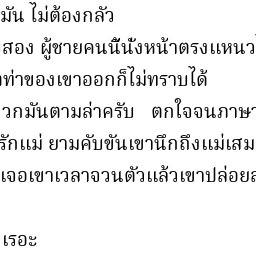 มัน ไม่ต้องกลัว
สอง ผู้ชายคนนี้นั่งหน้าตรงแหนว
ท่าของเขาออกก็ไม่ทราบได้
วกมันตามล่าครับ ตกใจจนภาษา
รักแม่ ยามคับขันเขานึกถึงแม่เสม
เจอเขาเวลาจวนตัวแล้วเขาปล่อย
เรอะ